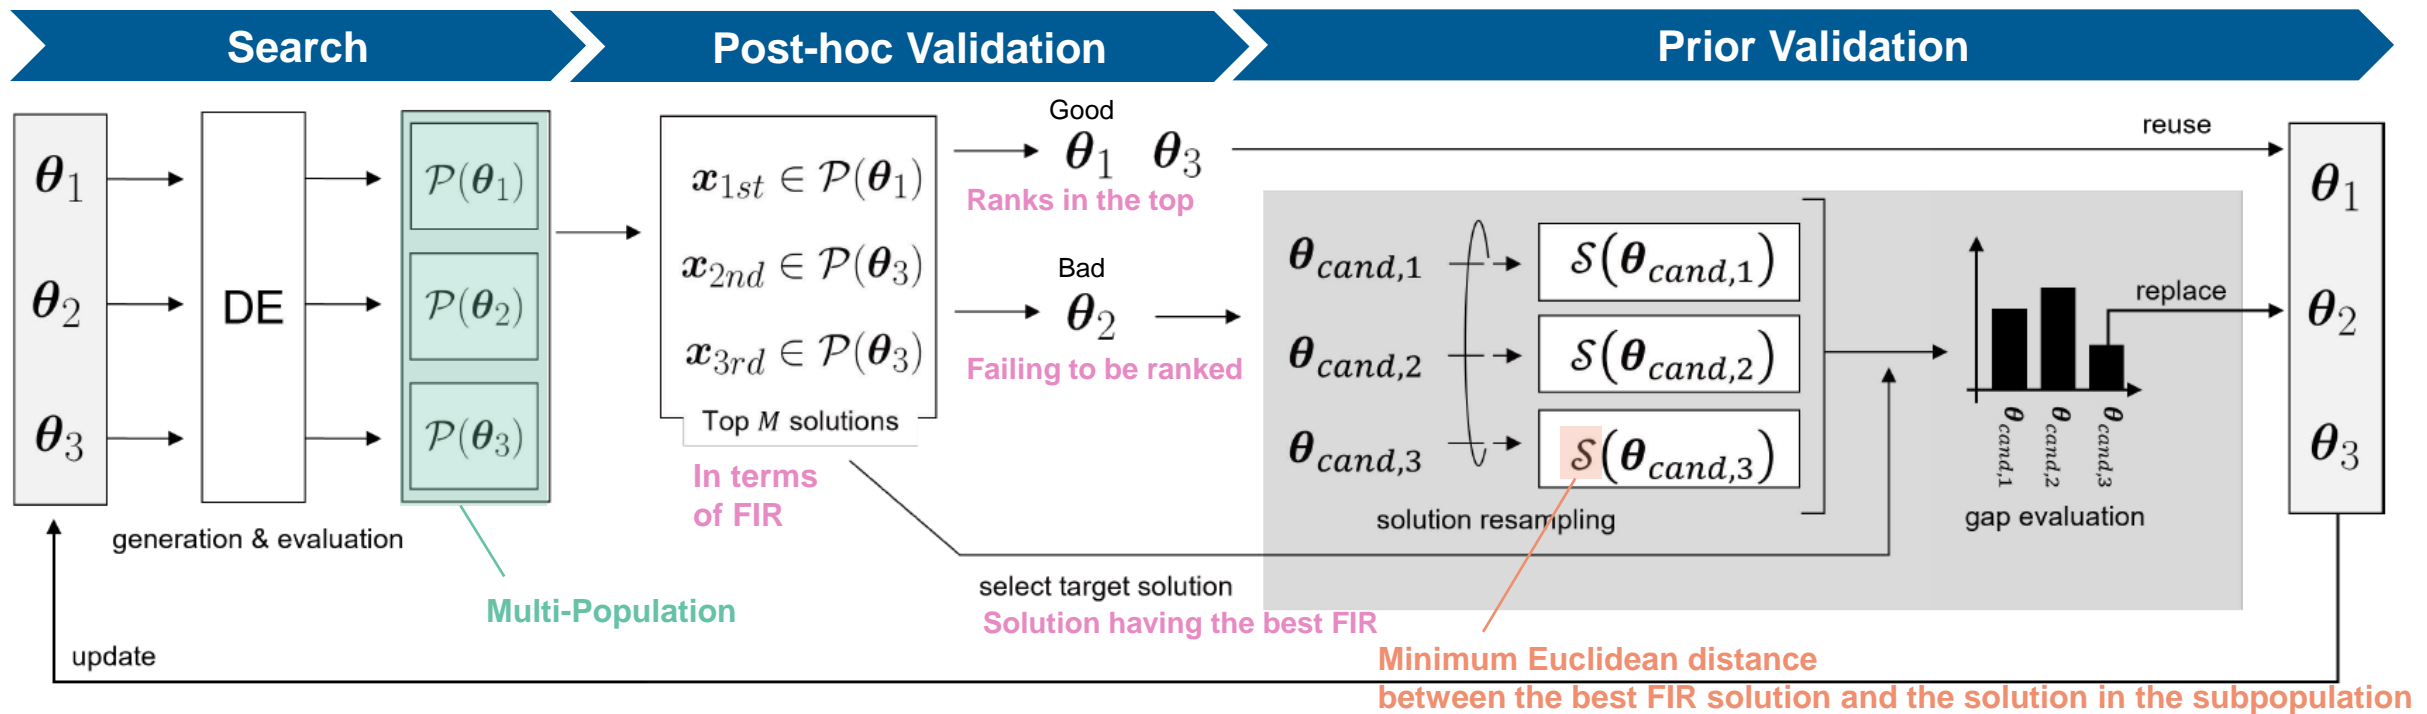 Search
Post-hoc Validation
Prior Validation
θ1
θ2
θ3
DE
generation & evaluation
P(θ1)
P(θ2)
P(θ3)
Multi-Population
x1st ∈ P(θ1)
x2nd ∈ P(θ3)
x3rd ∈ P(θ3)
Top M solutions
In terms
of FIR
Good
θ1 θ3
Ranks in the top
Bad
θ2
Failing to be ranked
select target solution
Solution having the best FIR
θcand,1
θcand,2
θcand,3
S(θcand,1)
S(θcand,2)
S(θcand,3)
solution resampling
Minimum Euclidean distance
between the best FIR solution and the solution in the subpopulation
θcand,1
θcand,2
θcand,3
gap evaluation
reuse
replace
θ1
θ2
θ3
update